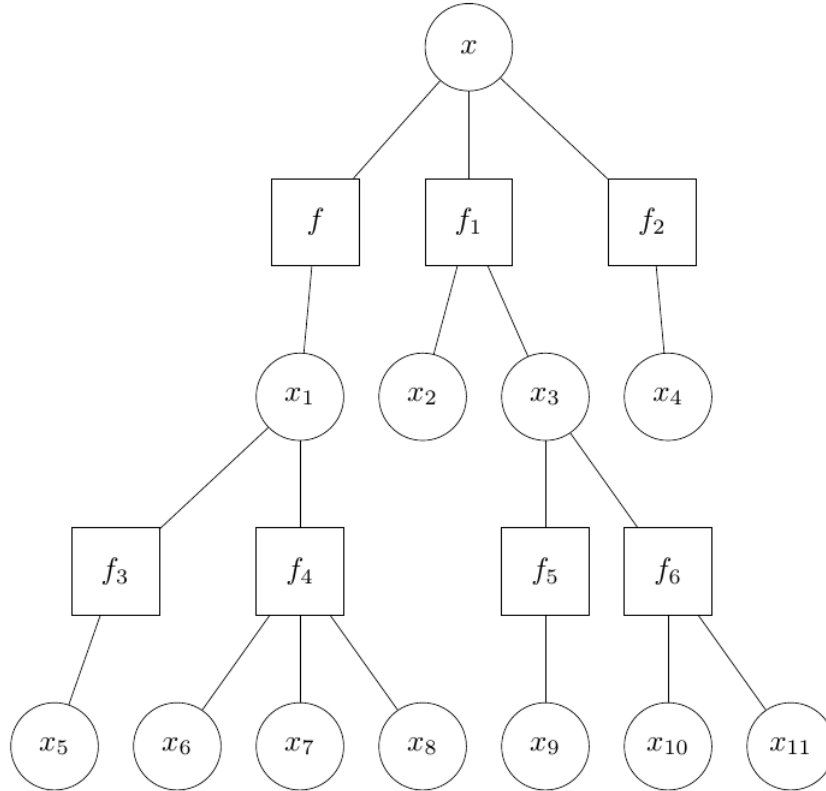 x
f f₁ f₂
x₁ x₂ x₃ x₄
f₃ f₄ f₅ f₆
x₅ x₆ x₇ x₈ x₉ x₁₀ x₁₁